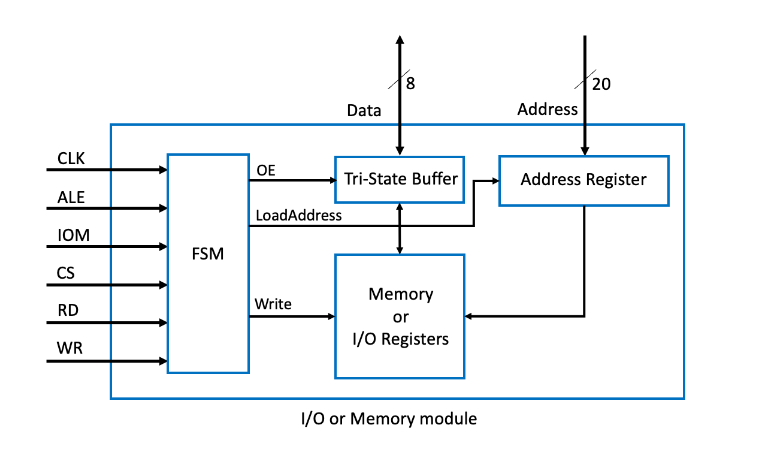 8
20
Data
Address
CLK
ALE
IOM
CS
RD
WR
FSM
OE
LoadAddress
Write
Tri-State Buffer
Address Register
Memory
or
I/O Registers
I/O or Memory module